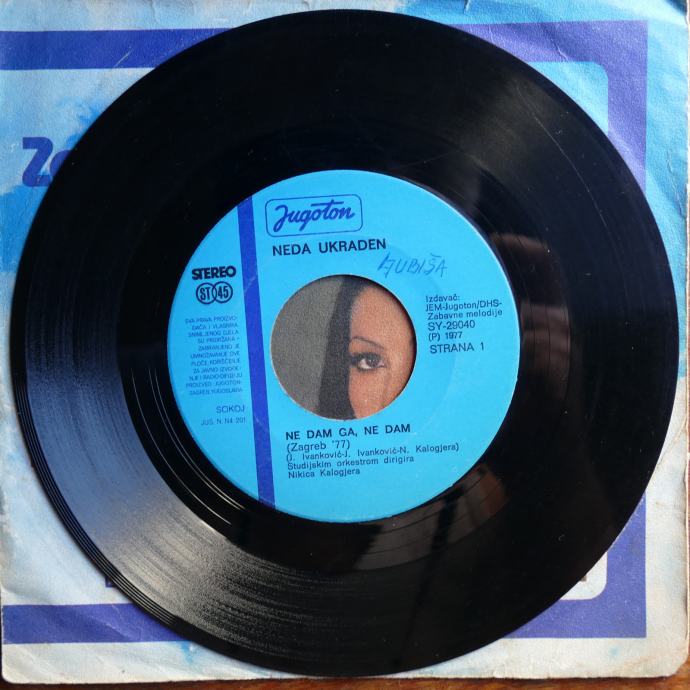 Jugoton
NEDA UKRADEN
LJUBIŠA
STEREO
ST 45
Izdavač:
JEM-Jugoton/DHS-
Zabavne melodije
SY-29040
(P) 1977
STRANA 1
SVA PRAVA PROIZVO-
ĐAČA I VLASNIKA
SNIMLJENOG DJELA
SU PRIDRŽANA -
ZABRANJENO JE
UMNOŽAVANJE OVE
PLOČE, KORIŠĆENJE
ZA JAVNO IZVOĐE-
NJE I RADIO-DIFUZIJU
PROIZVEO: JUGOTON-
ZAGREB, YUGOSLAVIA
SOKOJ
JUS. N. N4 201
NE DAM GA, NE DAM
(Zagreb '77)
(J. Ivanković-J. Ivanković-N. Kalogjera)
Studijskim orkestrom dirigira
Nikica Kalogjera